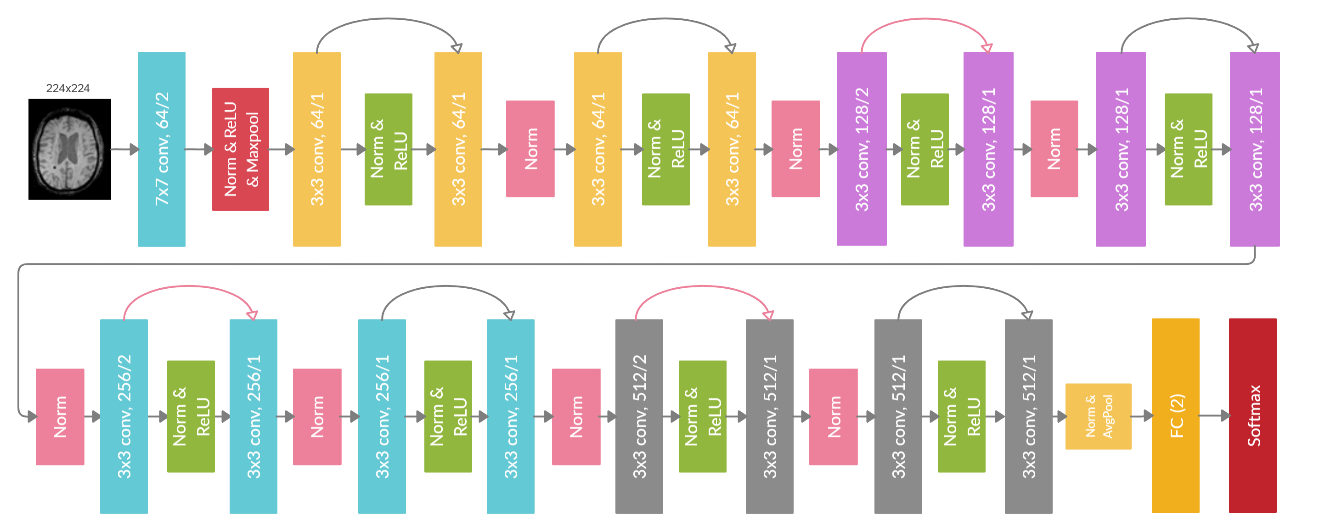 224x224
7x7 conv, 64/2
Norm & ReLU
& Maxpool
3x3 conv, 64/1
Norm &
ReLU
3x3 conv, 64/1
Norm
3x3 conv, 64/1
Norm &
ReLU
3x3 conv, 64/1
Norm
3x3 conv, 128/2
Norm &
ReLU
3x3 conv, 128/1
Norm
3x3 conv, 128/1
Norm &
ReLU
3x3 conv, 128/1
Norm
3x3 conv, 256/2
Norm &
ReLU
3x3 conv, 256/1
Norm
3x3 conv, 256/1
Norm &
ReLU
3x3 conv, 256/1
Norm
3x3 conv, 512/2
Norm &
ReLU
3x3 conv, 512/1
Norm
3x3 conv, 512/1
Norm &
ReLU
3x3 conv, 512/1
Norm &
AvgPool
FC (2)
Softmax